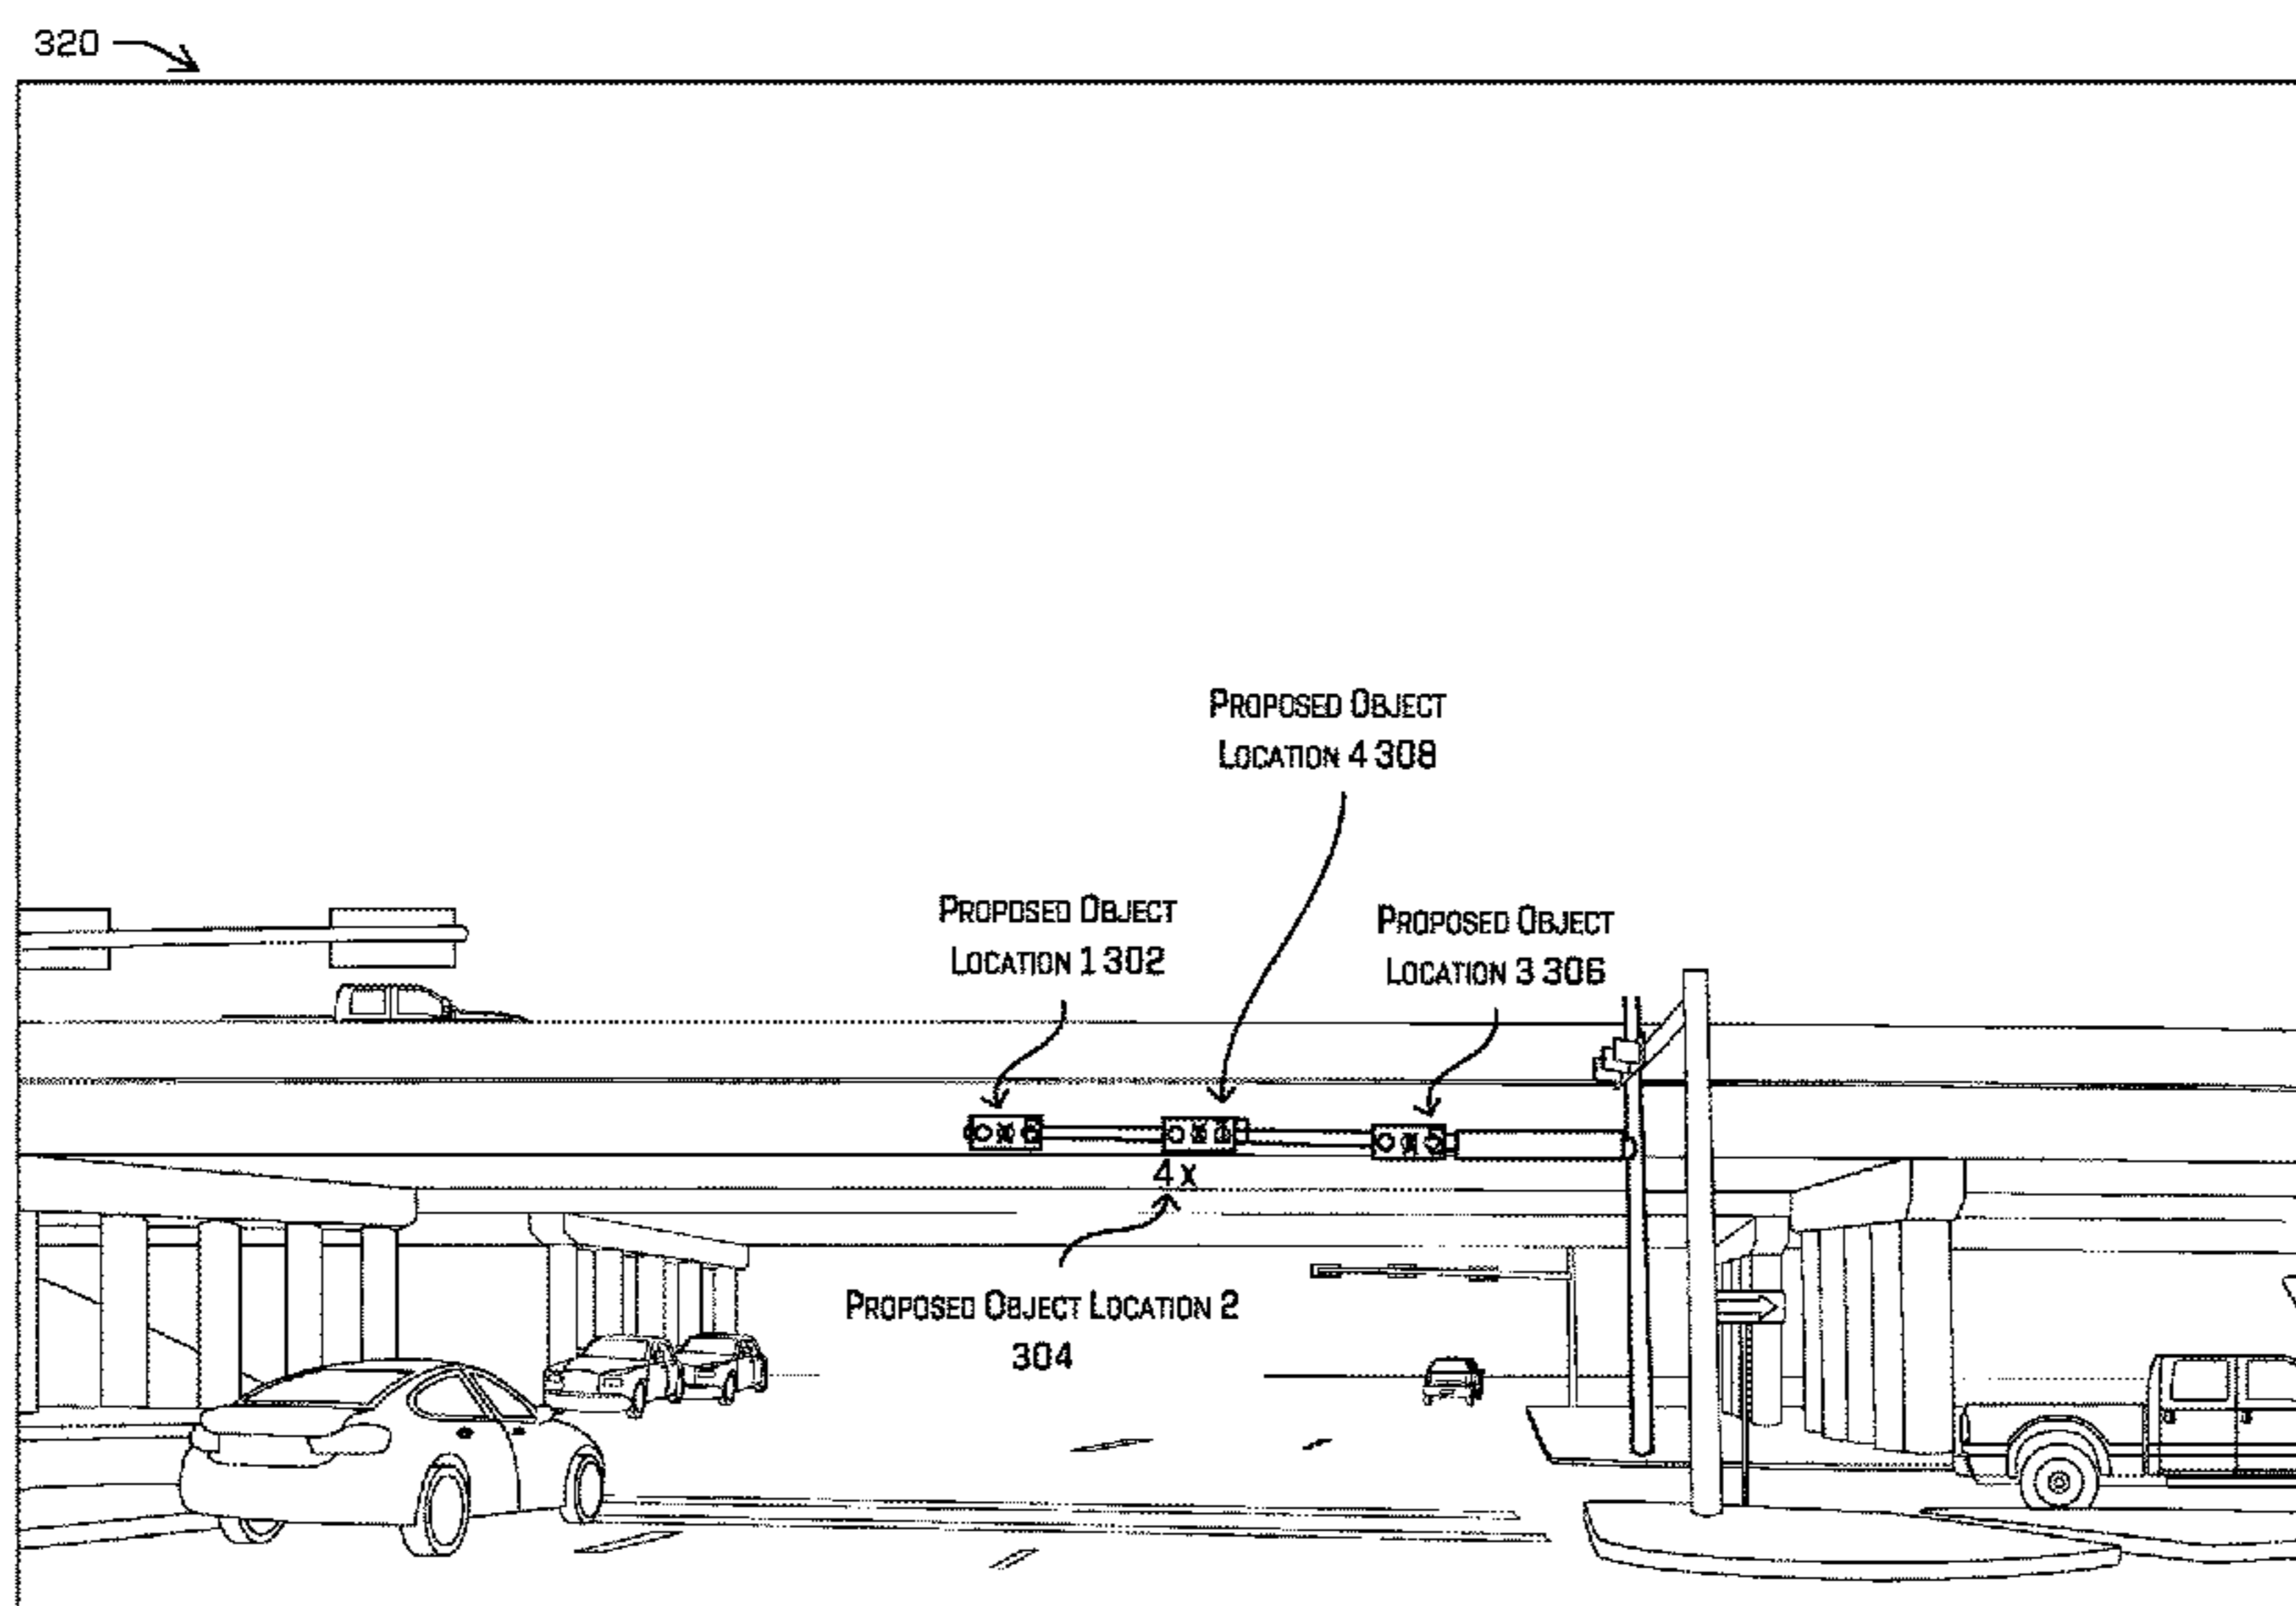 320
PROPOSED OBJECT
LOCATION 4 308
PROPOSED OBJECT
LOCATION 1 302
PROPOSED OBJECT
LOCATION 3 306
4 x
PROPOSED OBJECT LOCATION 2
304